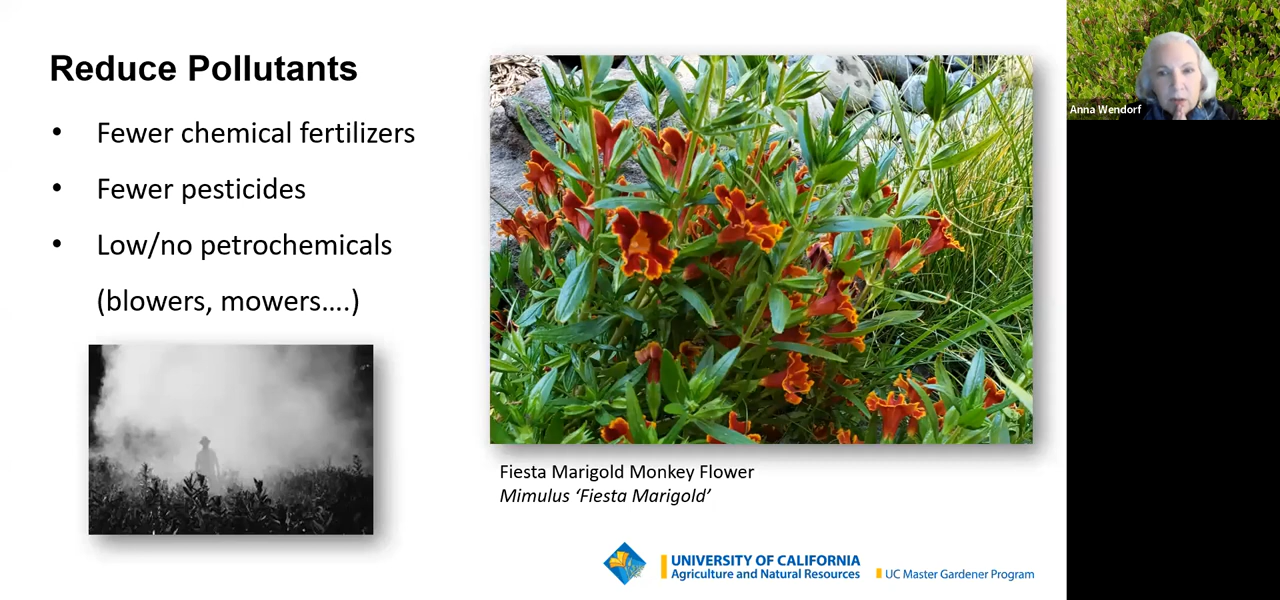 Reduce Pollutants
• Fewer chemical fertilizers
• Fewer pesticides
• Low/no petrochemicals
(blowers, mowers....)
Fiesta Marigold Monkey Flower
Mimulus ‘Fiesta Marigold’
UNIVERSITY OF CALIFORNIA
Agriculture and Natural Resources
UC Master Gardener Program
Anna Wendorf